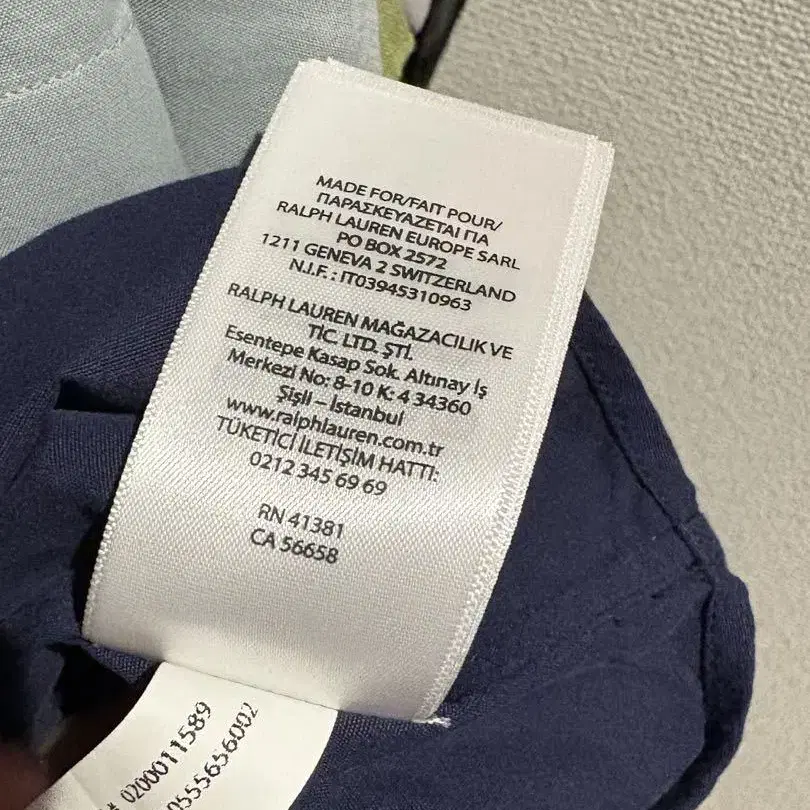 MADE FOR/FAIT POUR/
ΠΑΡΑΣΚΕΥΑΖΕΤΑΙ ΓΙΑ
RALPH LAUREN EUROPE SARL
PO BOX 2572
1211 GENEVA 2 SWITZERLAND
N.I.F. : IT03945310963
RALPH LAUREN MAĞAZACILIK VE
TİC. LTD. ŞTİ.
Esentepe Kasap Sok. Altınay İş
Merkezi No: 8-10 K: 4 34360
Şişli – İstanbul
www.ralphlauren.com.tr
TÜKETİCİ İLETİŞİM HATTI:
0212 345 69 69
RN 41381
CA 56658
0200011589
0555656002